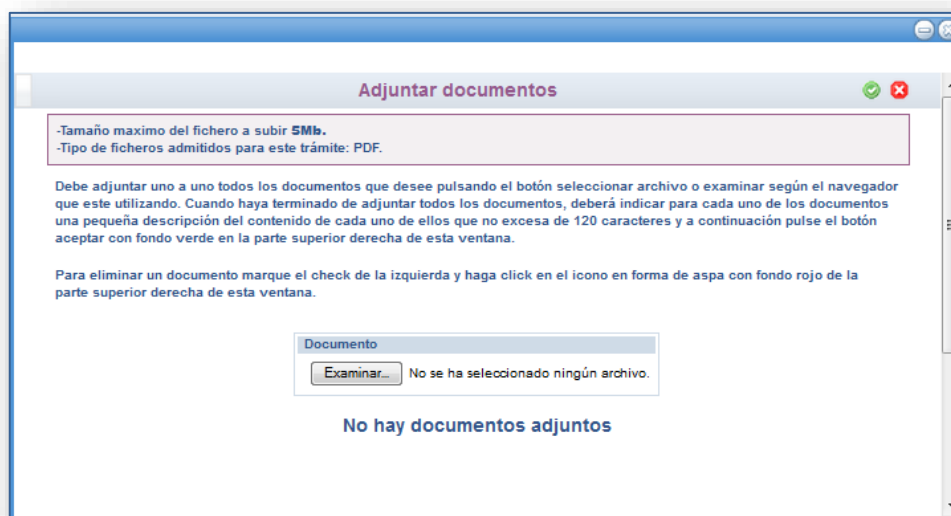 Adjuntar documentos
-Tamaño maximo del fichero a subir 5Mb.
-Tipo de ficheros admitidos para este trámite: PDF.
Debe adjuntar uno a uno todos los documentos que desee pulsando el botón seleccionar archivo o examinar según el navegador
que este utilizando. Cuando haya terminado de adjuntar todos los documentos, deberá indicar para cada uno de los documentos
una pequeña descripción del contenido de cada uno de ellos que no excesa de 120 caracteres y a continuación pulse el botón
aceptar con fondo verde en la parte superior derecha de esta ventana.
Para eliminar un documento marque el check de la izquierda y haga click en el icono en forma de aspa con fondo rojo de la
parte superior derecha de esta ventana.
Documento
Examinar... No se ha seleccionado ningún archivo.
No hay documentos adjuntos